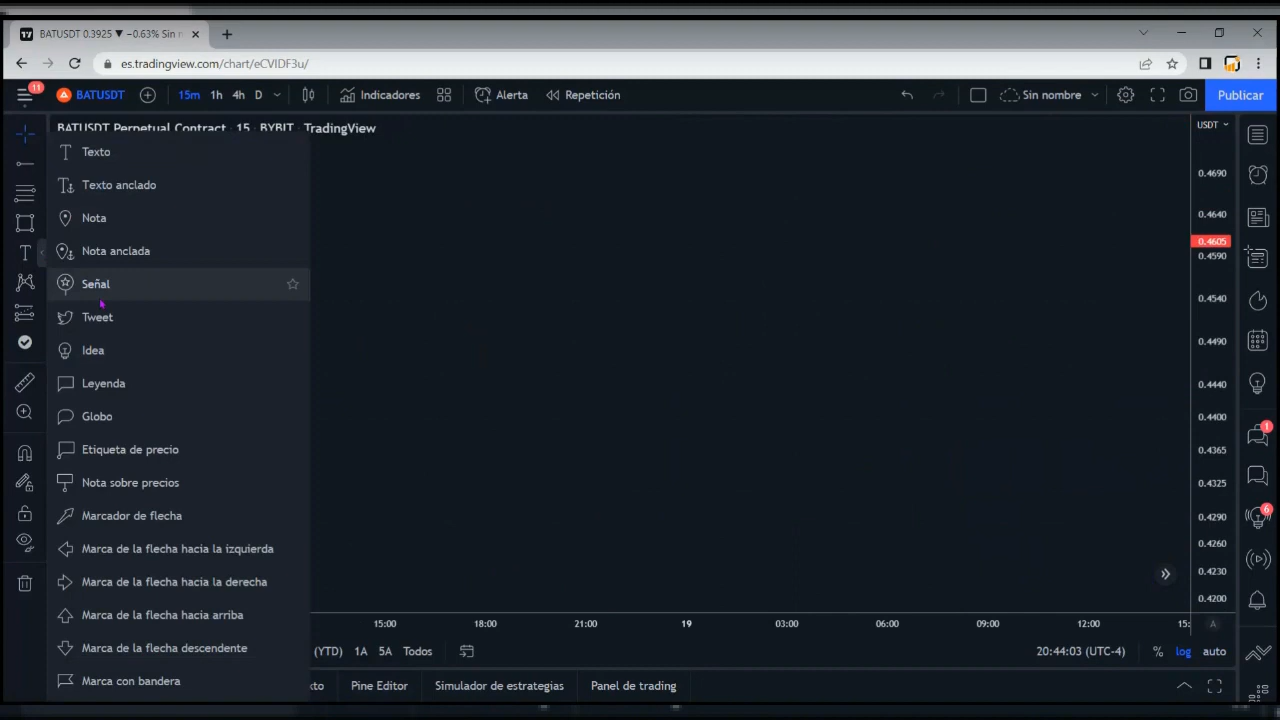 BATUSDT 0.3925 ▼ −0.63% Sin n
es.tradingview.com/chart/eCVIDF3u/
11
BATUSDT 15m 1h 4h D Indicadores Alerta Repetición Sin nombre Publicar
BATUSDT Perpetual Contract · 15 · BYBIT · TradingView
USDT
Texto
Texto anclado
Nota
Nota anclada
Señal
Tweet
Idea
Leyenda
Globo
Etiqueta de precio
Nota sobre precios
Marcador de flecha
Marca de la flecha hacia la izquierda
Marca de la flecha hacia la derecha
Marca de la flecha hacia arriba
Marca de la flecha descendente
Marca con bandera
0.4690
0.4640
0.4605
0.4590
0.4540
0.4490
0.4440
0.4400
0.4365
0.4325
0.4290
0.4260
0.4230
0.4200
1
6
15:00 18:00 21:00 19 03:00 06:00 09:00 12:00 15: A
(YTD) 1A 5A Todos 20:44:03 (UTC-4) % log auto
xto Pine Editor Simulador de estrategias Panel de trading